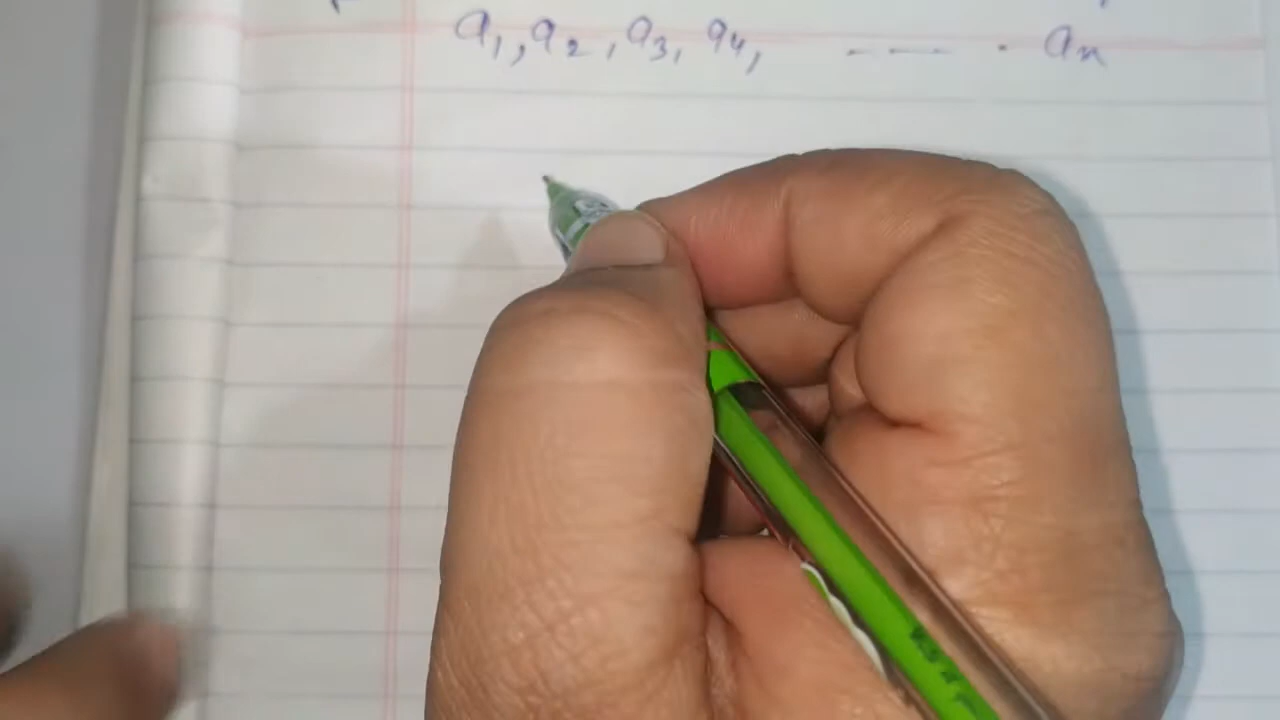 a₁, a₂, a₃, a₄, ----- . aₙ